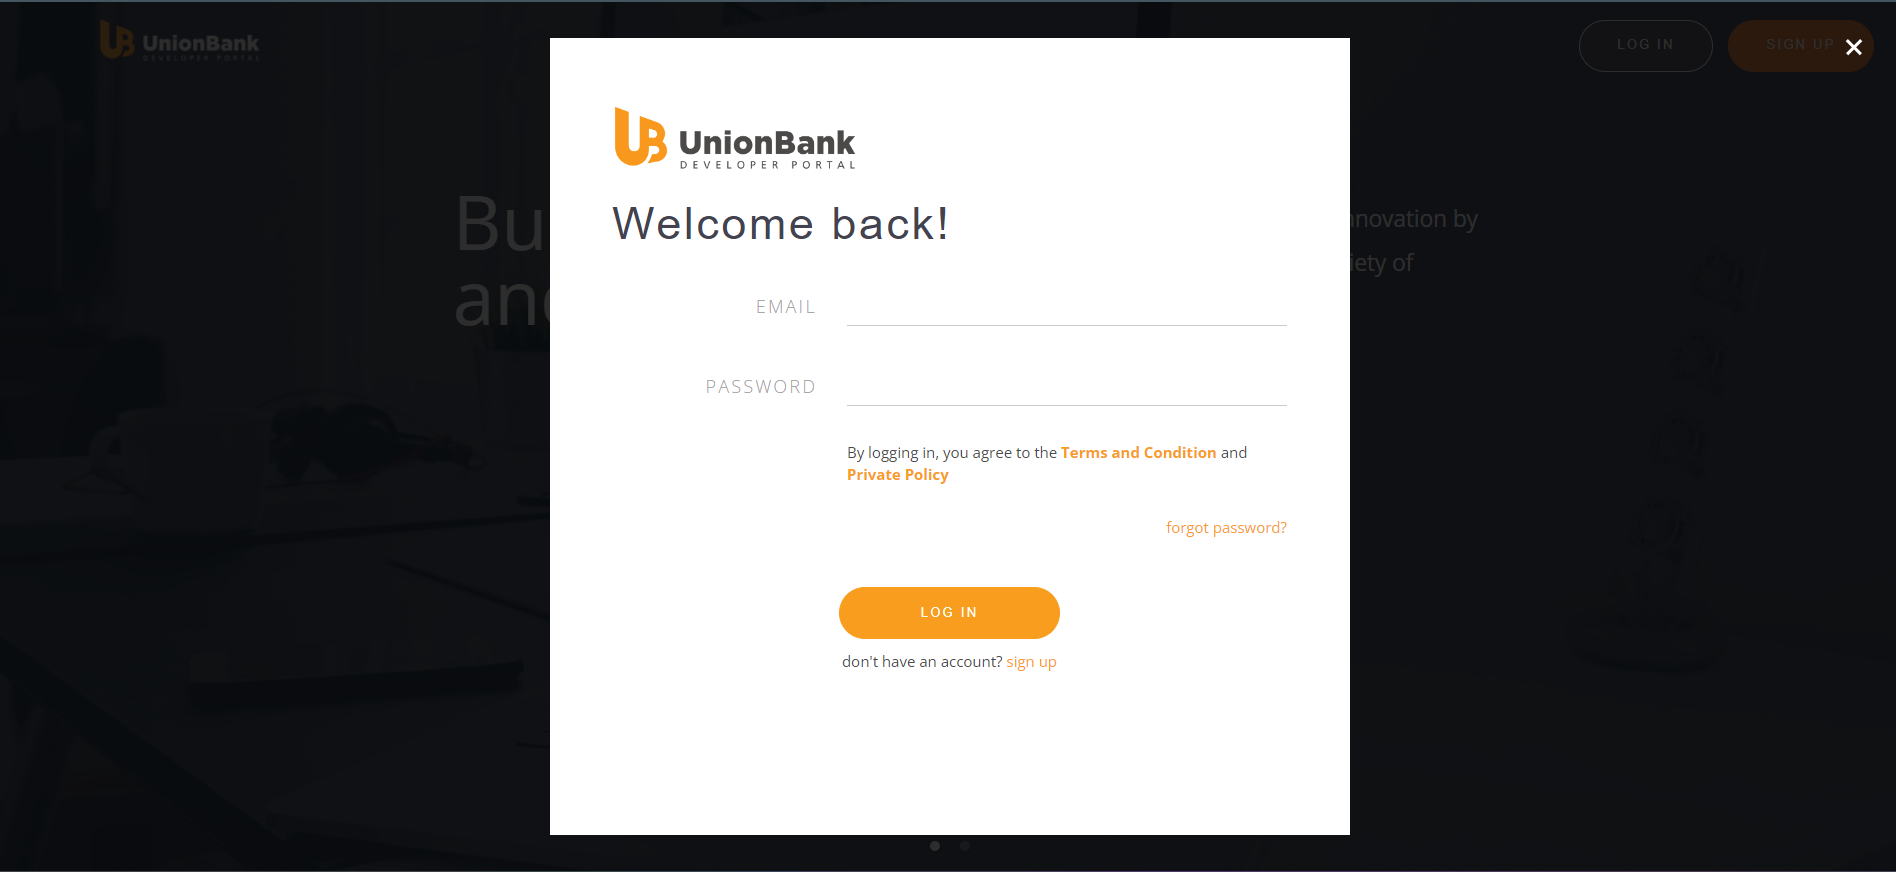 UnionBank
DEVELOPER PORTAL
LOG IN
SIGN UP
UnionBank
DEVELOPER PORTAL
Welcome back!
Bu
and
nnovation by
iety of
EMAIL
PASSWORD
By logging in, you agree to the Terms and Condition and
Private Policy
forgot password?
LOG IN
don't have an account? sign up